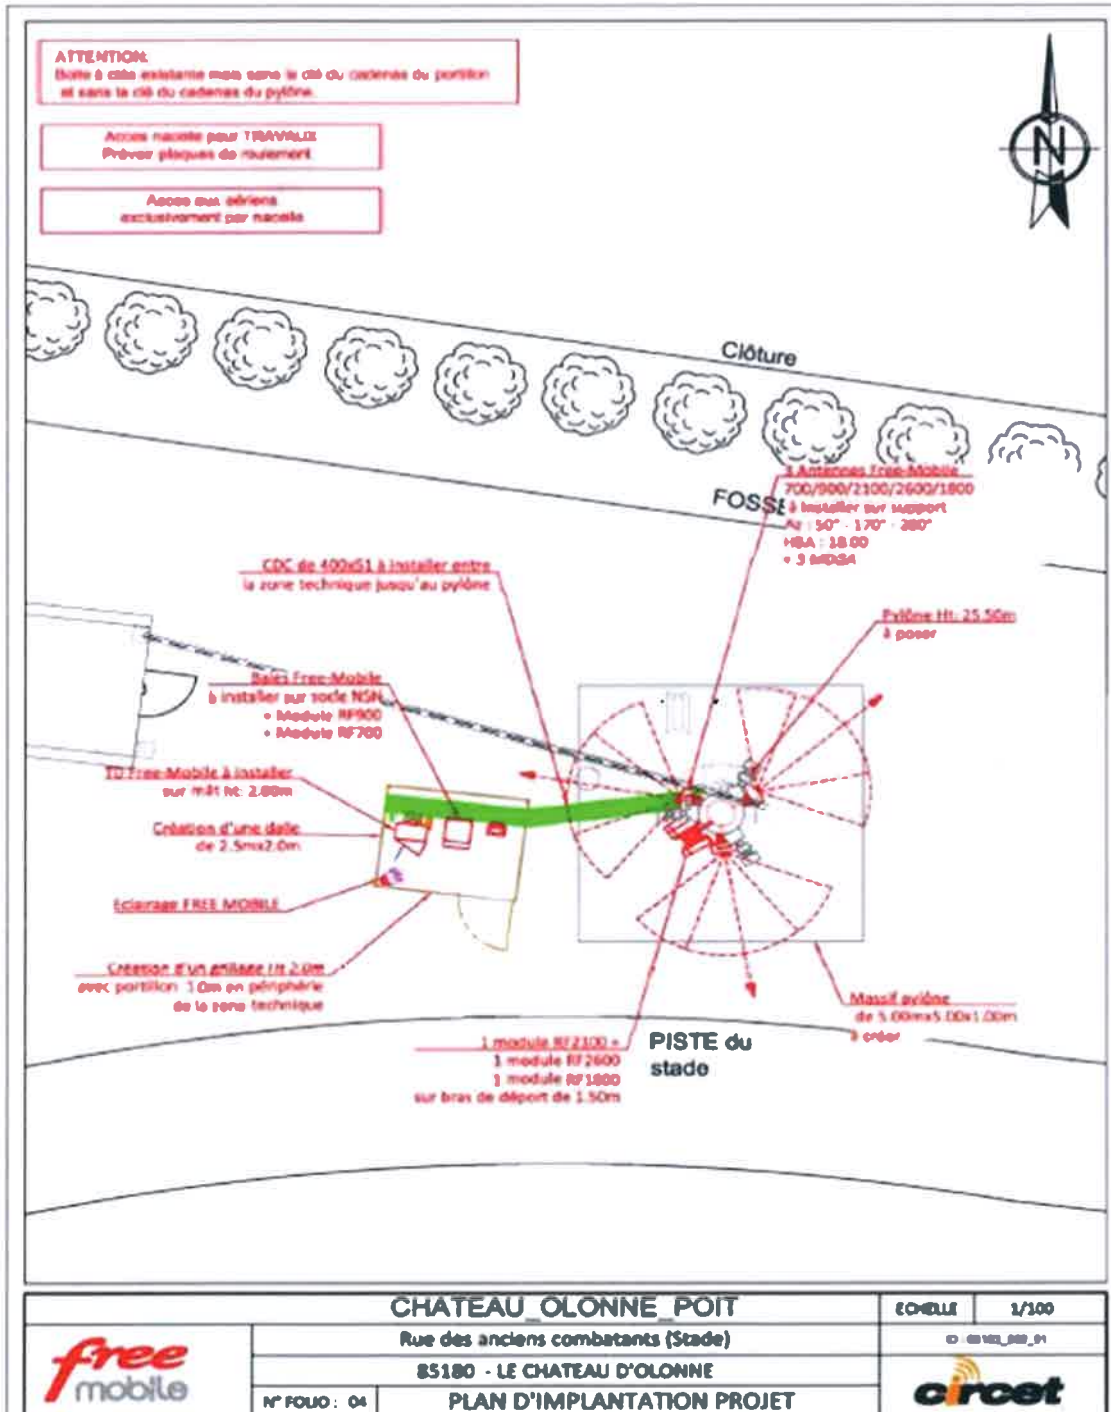 ATTENTION:
Boite à clés existante mais sans la clé du cadenas du portillon
et sans la clé du cadenas du pylône.
Acces nacelle pour TRAVAUX
Prévoir plaques de roulement
Acces aux aériens
exclusivement par nacelle
N
Clôture
FOSSE
3 Antennes Free-Mobile
700/900/2100/2600/1800
à installer sur support
Az : 50° - 170° - 280°
HBA : 18.00
+ 3 MDISA
CDC de 400x51 à installer entre
la zone technique jusqu'au pylône
Pylône Ht: 25.50m
à poser
Baies Free-Mobile
à installer sur socle NSN
+ Module RF900
+ Module RF700
TD Free-Mobile à installer
sur mât ht: 2.00m
Création d'une dalle
de 2.5mx2.0m
Eclairage FREE MOBILE
Création d'un grillage Ht 2.0m
avec portillon 1.0m en périphérie
de la zone technique
Massif pylône
de 5.00mx5.00x1.00m
à créer
1 module RF2100 +
1 module RF2600
1 module RF1800
sur bras de déport de 1.50m
PISTE du
stade
CHATEAU_OLONNE_POIT
ECHELLE 1/100
Rue des anciens combatants (Stade)
85180 - LE CHATEAU D'OLONNE
N° FOLIO : 04 PLAN D'IMPLANTATION PROJET
free
mobile
circet